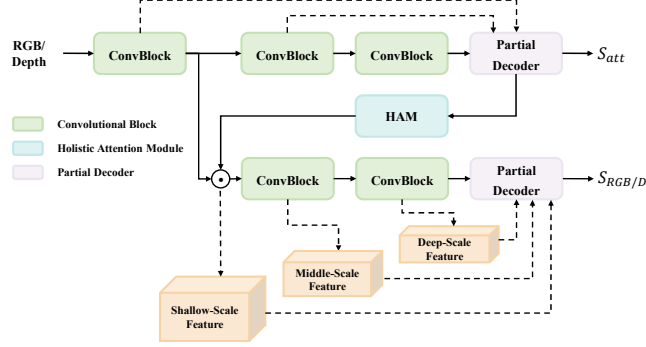 RGB/
Depth
ConvBlock
ConvBlock
ConvBlock
Partial
Decoder
S_att
HAM
Convolutional Block
Holistic Attention Module
Partial Decoder
ConvBlock
ConvBlock
Partial
Decoder
S_RGB/D
Deep-Scale
Feature
Middle-Scale
Feature
Shallow-Scale
Feature